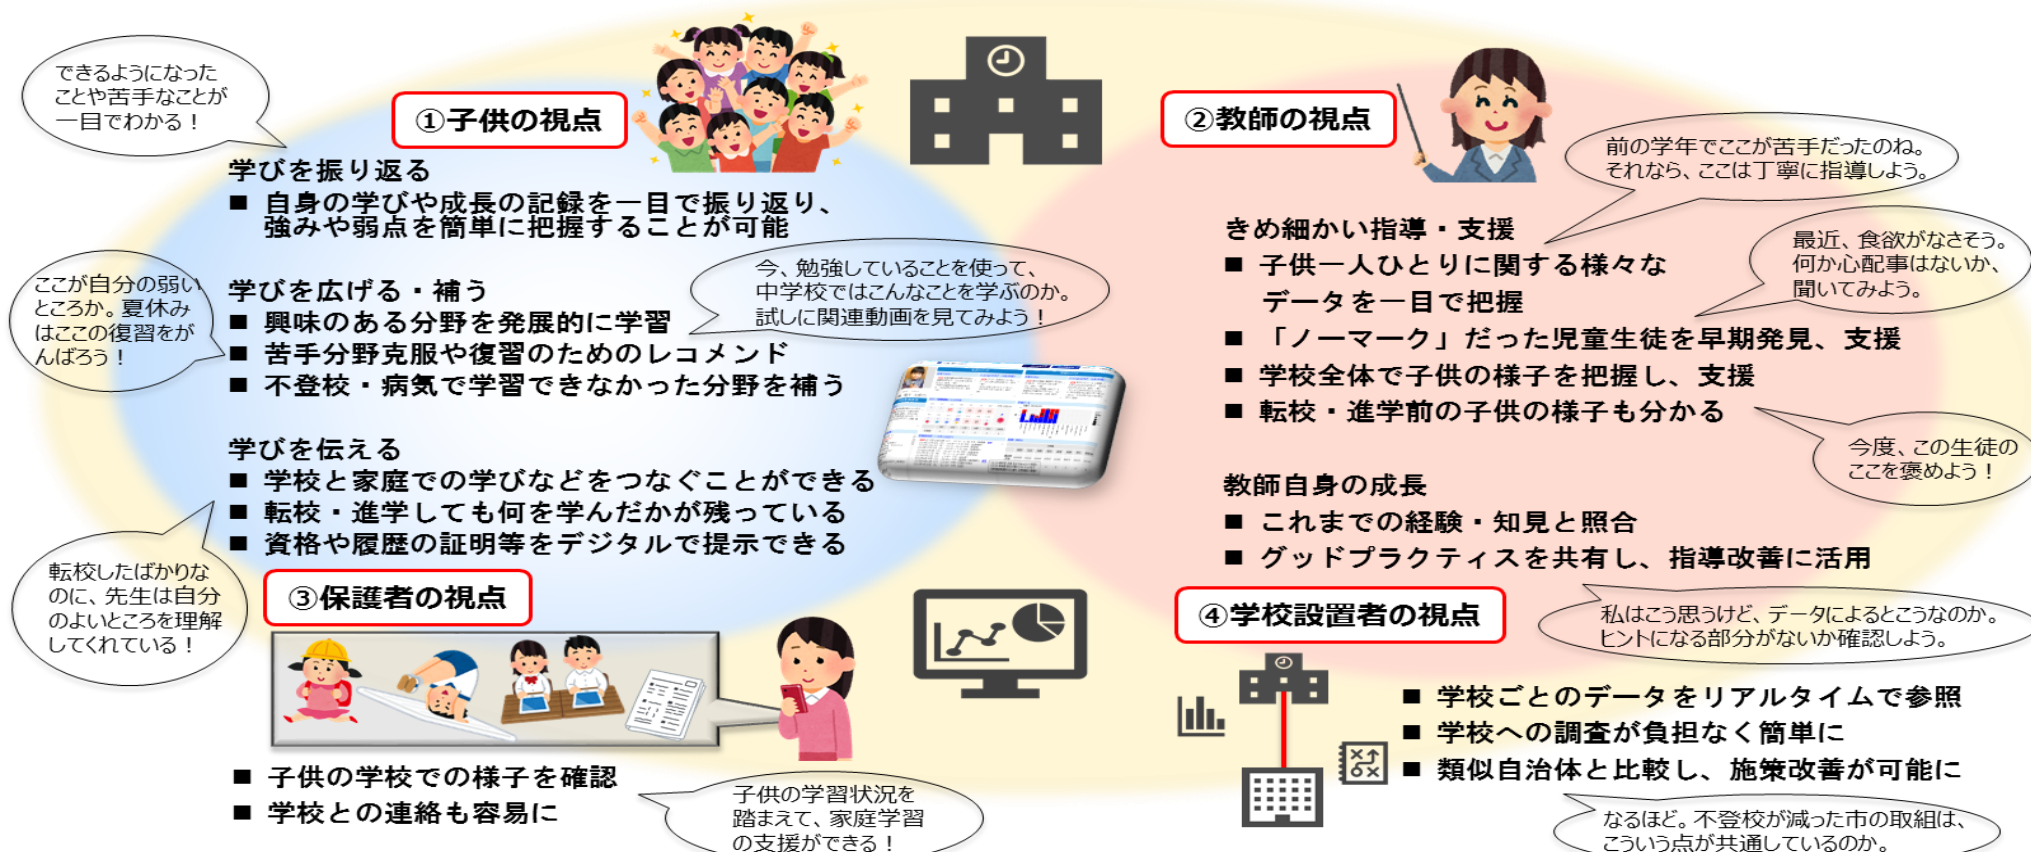 できるようになった
ことや苦手なことが
一目でわかる！
①子供の視点
学びを振り返る
■ 自身の学びや成長の記録を一目で振り返り、
強みや弱点を簡単に把握することが可能
ここが自分の弱い
ところか。夏休み
はここの復習をが
んばろう！
今、勉強していることを使って、
中学校ではこんなことを学ぶのか。
試しに関連動画を見てみよう！
学びを広げる・補う
■ 興味のある分野を発展的に学習
■ 苦手分野克服や復習のためのレコメンド
■ 不登校・病気で学習できなかった分野を補う
学びを伝える
■ 学校と家庭での学びなどをつなぐことができる
■ 転校・進学しても何を学んだかが残っている
■ 資格や履歴の証明等をデジタルで提示できる
転校したばかりな
のに、先生は自分
のよいところを理解
してくれている！
②教師の視点
前の学年でここが苦手だったのね。
それなら、ここは丁寧に指導しよう。
きめ細かい指導・支援
■ 子供一人ひとりに関する様々な
データを一目で把握
■ 「ノーマーク」だった児童生徒を早期発見、支援
■ 学校全体で子供の様子を把握し、支援
■ 転校・進学前の子供の様子も分かる
最近、食欲がなさそう。
何か心配事はないか、
聞いてみよう。
今度、この生徒の
ここを褒めよう！
教師自身の成長
■ これまでの経験・知見と照合
■ グッドプラクティスを共有し、指導改善に活用
私はこう思うけど、データによるとこうなのか。
ヒントになる部分がないか確認しよう。
③保護者の視点
■ 子供の学校での様子を確認
■ 学校との連絡も容易に
子供の学習状況を
踏まえて、家庭学習
の支援ができる！
④学校設置者の視点
■ 学校ごとのデータをリアルタイムで参照
■ 学校への調査が負担なく簡単に
■ 類似自治体と比較し、施策改善が可能に
なるほど。不登校が減った市の取組は、
こういう点が共通しているのか。